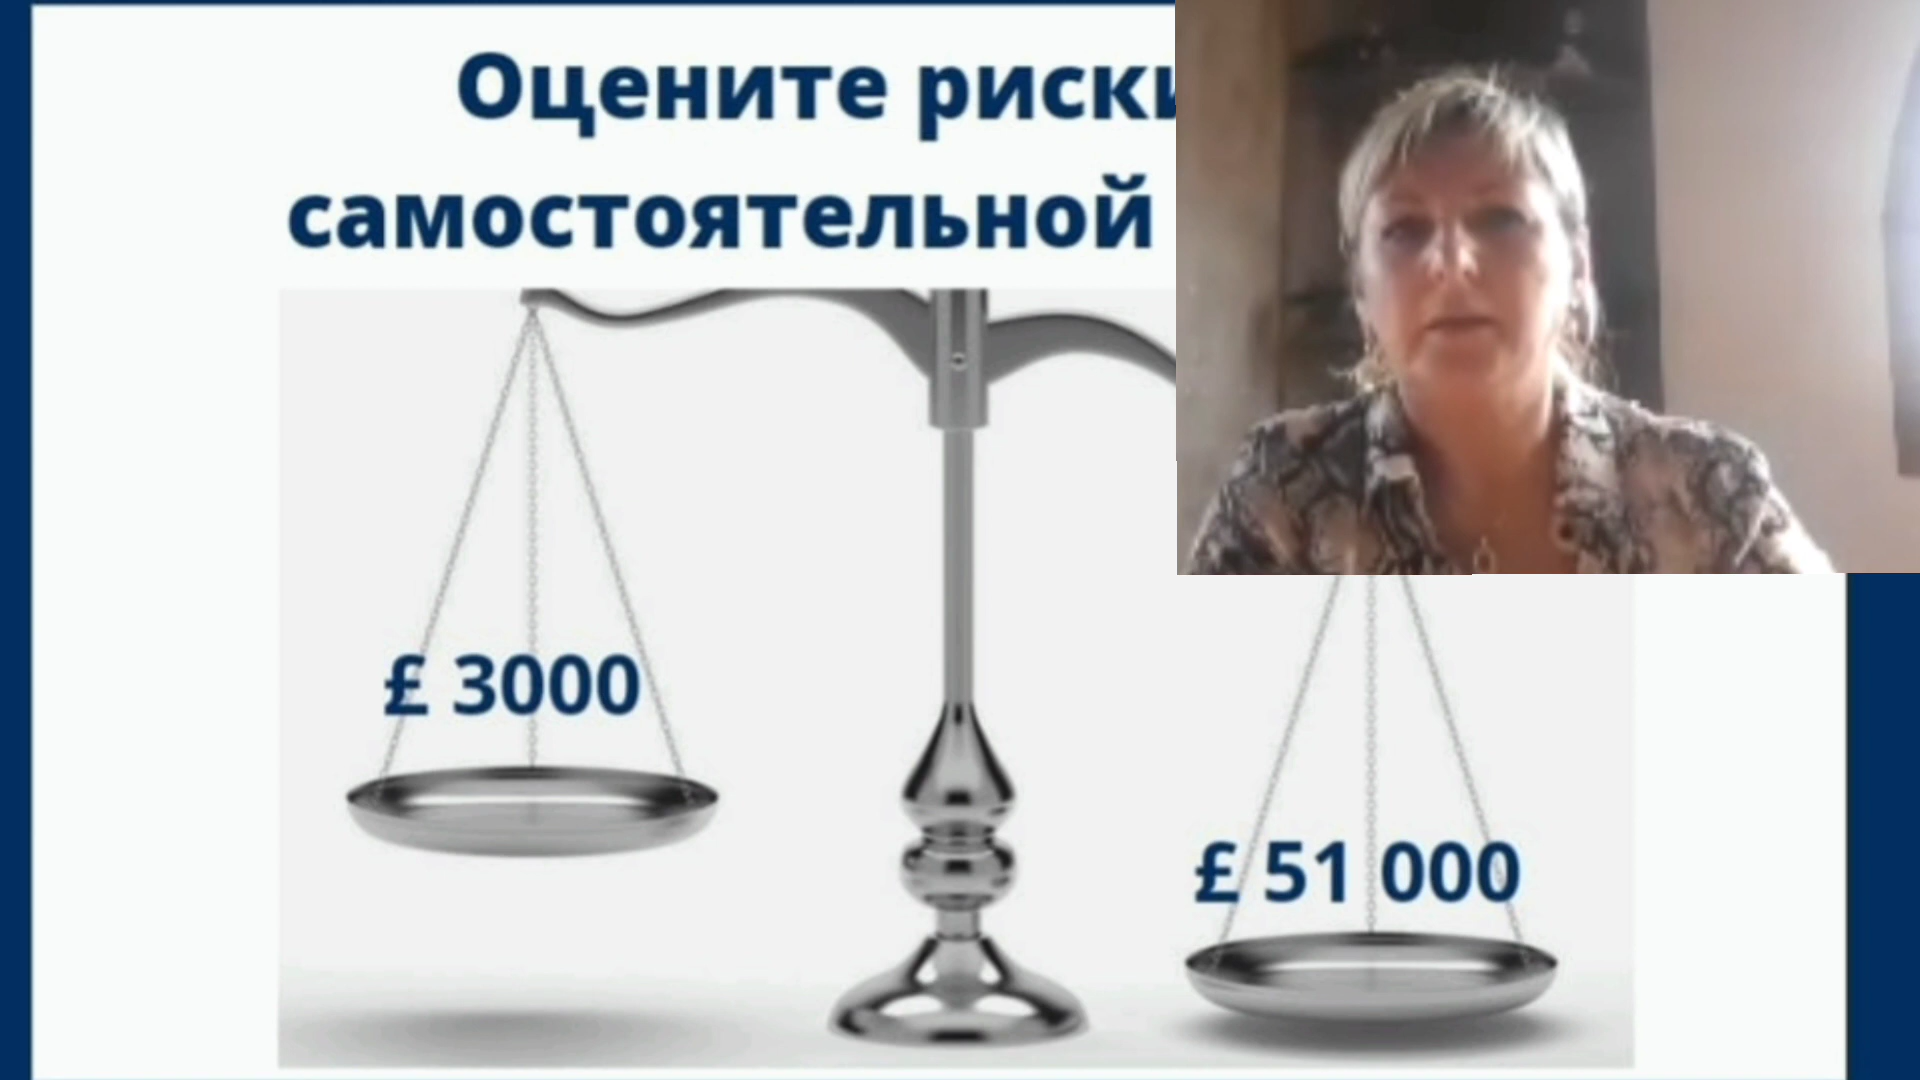 Оцените риски
самостоятельной
£ 3000
£ 51 000